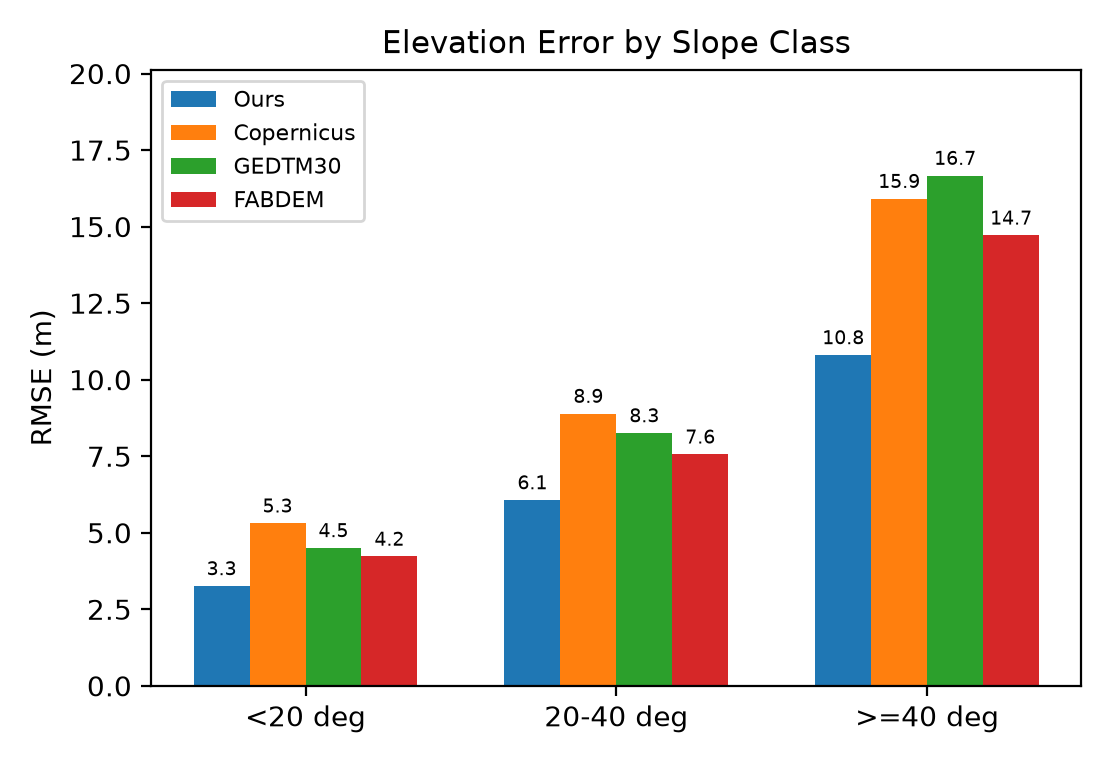 Elevation Error by Slope Class
RMSE (m)
20.0
17.5
15.0
12.5
10.0
7.5
5.0
2.5
0.0
Ours
Copernicus
GEDTM30
FABDEM
3.3
5.3
4.5
4.2
6.1
8.9
8.3
7.6
10.8
15.9
16.7
14.7
<20 deg
20-40 deg
>=40 deg